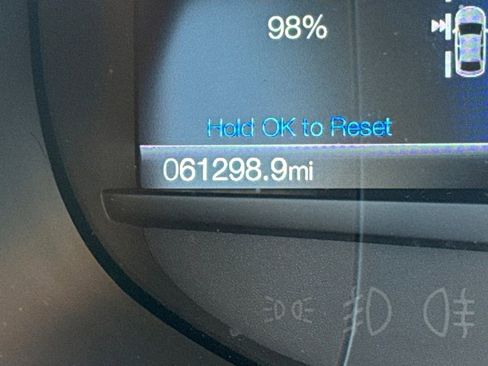 98%
Hold OK to Reset
061298.9mi